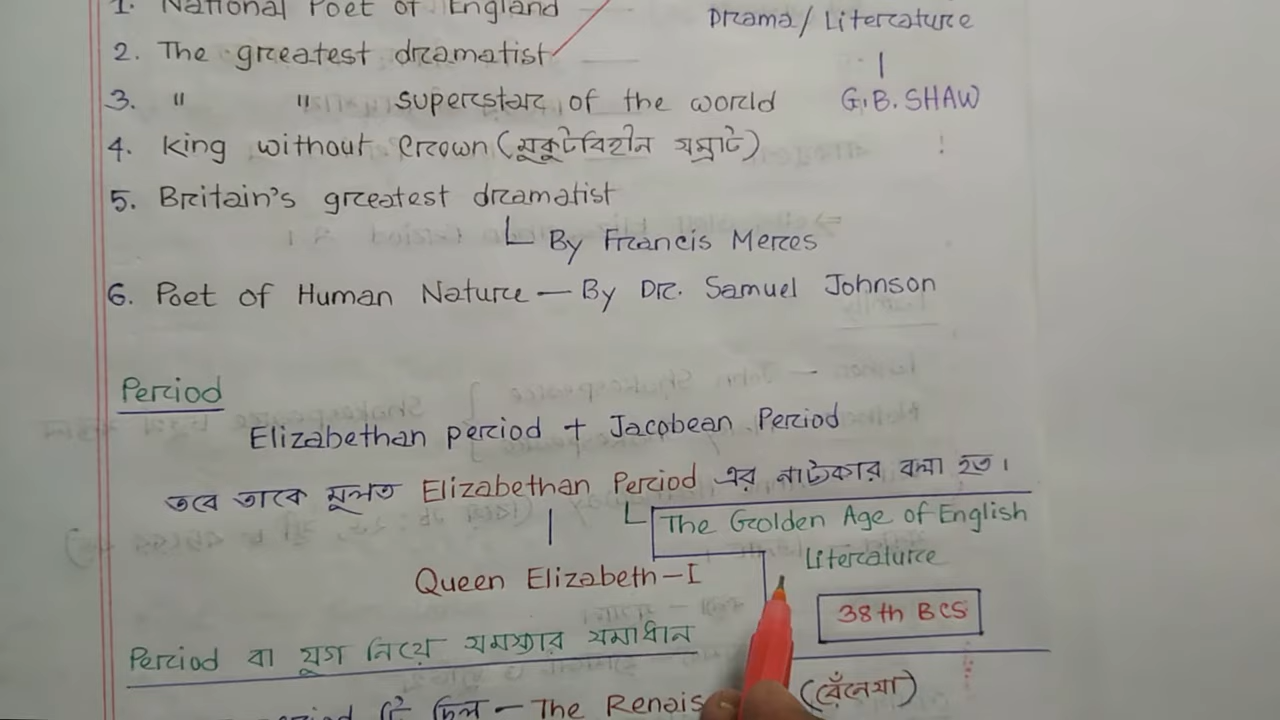 1. National Poet of England
Drama/Literature
2. The greatest dramatist
3. " " superstar of the world
G.B. SHAW
4. King without Crown (মুকুটবিহীন সম্রাট)
5. Britain's greatest dramatist
By Francis Meres
6. Poet of Human Nature — By Dr. Samuel Johnson
Period
Elizabethan period + Jacobean Period
তবে তাকে মূলত Elizabethan Period এর নাট্যকার বলা হত।
The Golden Age of English
Literature
Queen Elizabeth-I
38th BCS
Period বা যুগ নিয়ে সমস্যার সমাধান
টি ছিল - The Renais
(রেঁনেসা)